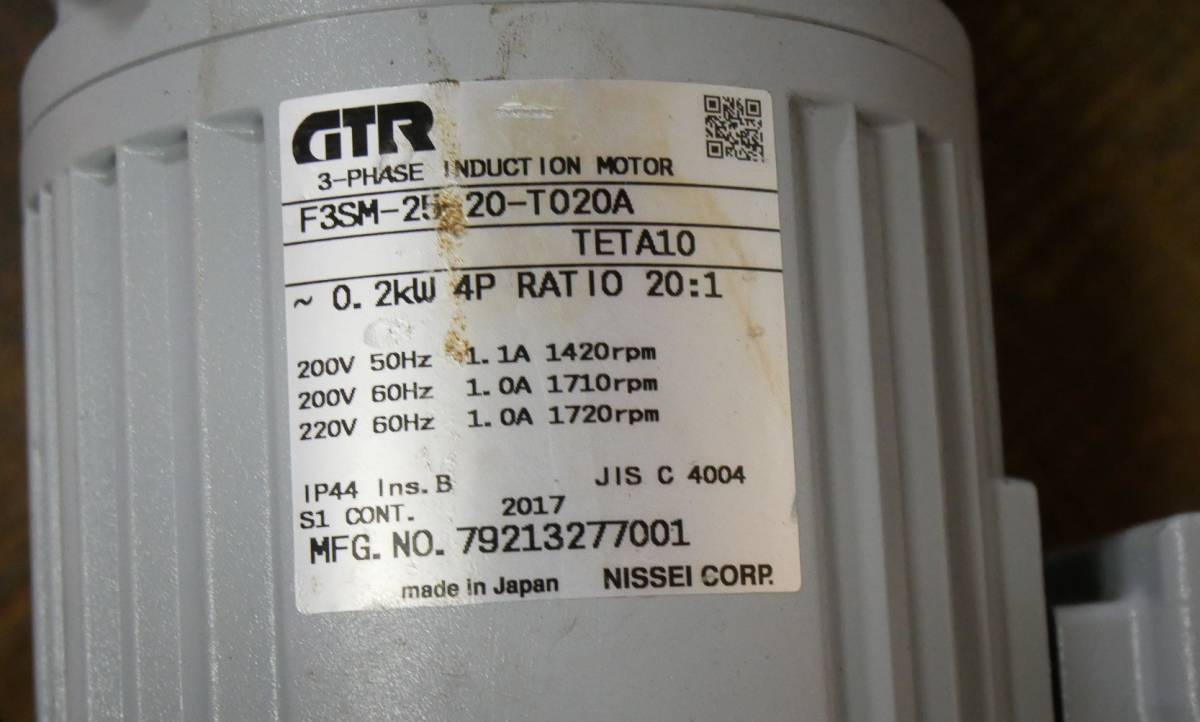 GTR
3-PHASE INDUCTION MOTOR
F3SM-25-20-T020A
TETA10
~ 0.2kW 4P RATIO 20:1
200V 50Hz 1.1A 1420rpm
200V 60Hz 1.0A 1710rpm
220V 60Hz 1.0A 1720rpm
IP44 Ins.B JIS C 4004
S1 CONT. 2017
MFG.NO. 79213277001
made in Japan NISSEI CORP.